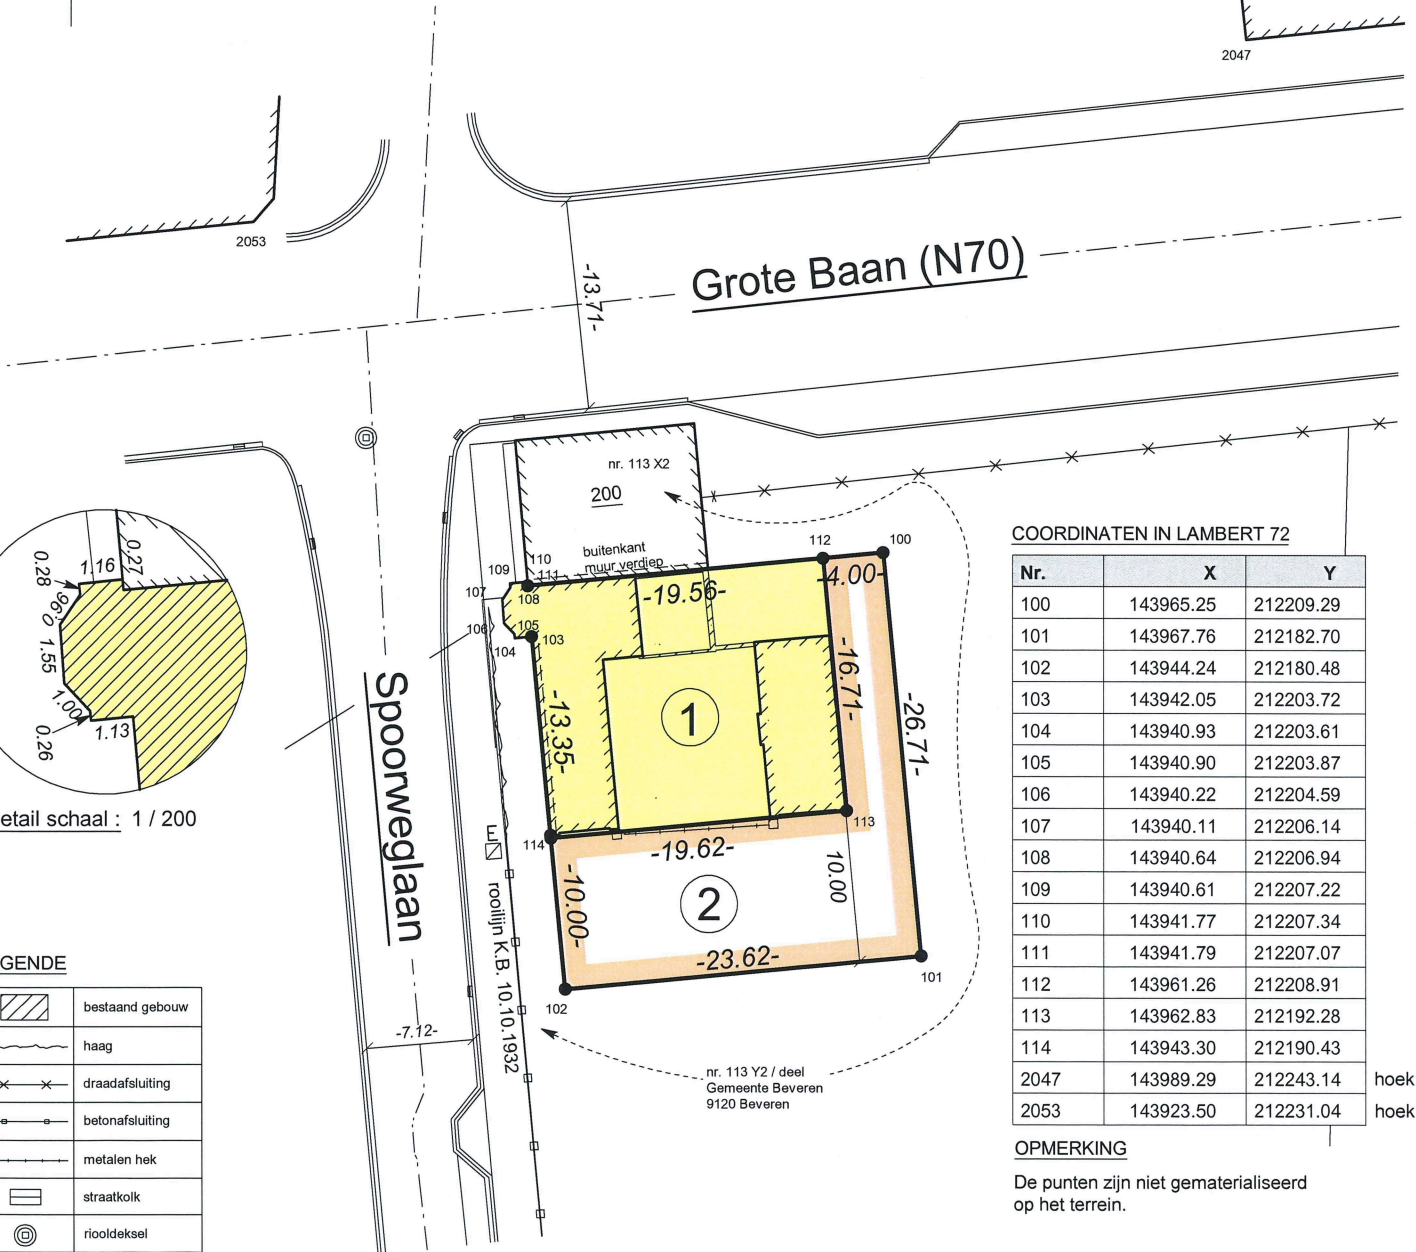 2047
2053
Grote Baan (N70)
-13.71-
nr. 113 X2
200
buitenkant
muur verdiep
112
100
110
109
111
107
108
106
105
103
104
-19.56-
-4.00-
-16.71-
-26.71-
-13.35-
1
114
113
-19.62-
10.00
-10.00-
2
-23.62-
102
101
Spoorweglaan
rooilijn K.B. 10.10.1932
E
-7.12-
nr. 113 Y2 / deel
Gemeente Beveren
9120 Beveren
0.28
1.16
0.27
0.96
1.55
1.00
1.13
0.26
etail schaal : 1 / 200
GENDE
bestaand gebouw
haag
draadafsluiting
betonafsluiting
metalen hek
straatkolk
riooldeksel
COORDINATEN IN LAMBERT 72
Nr. X Y
100 143965.25 212209.29
101 143967.76 212182.70
102 143944.24 212180.48
103 143942.05 212203.72
104 143940.93 212203.61
105 143940.90 212203.87
106 143940.22 212204.59
107 143940.11 212206.14
108 143940.64 212206.94
109 143940.61 212207.22
110 143941.77 212207.34
111 143941.79 212207.07
112 143961.26 212208.91
113 143962.83 212192.28
114 143943.30 212190.43
2047 143989.29 212243.14 hoek
2053 143923.50 212231.04 hoek
OPMERKING
De punten zijn niet gematerialiseerd
op het terrein.